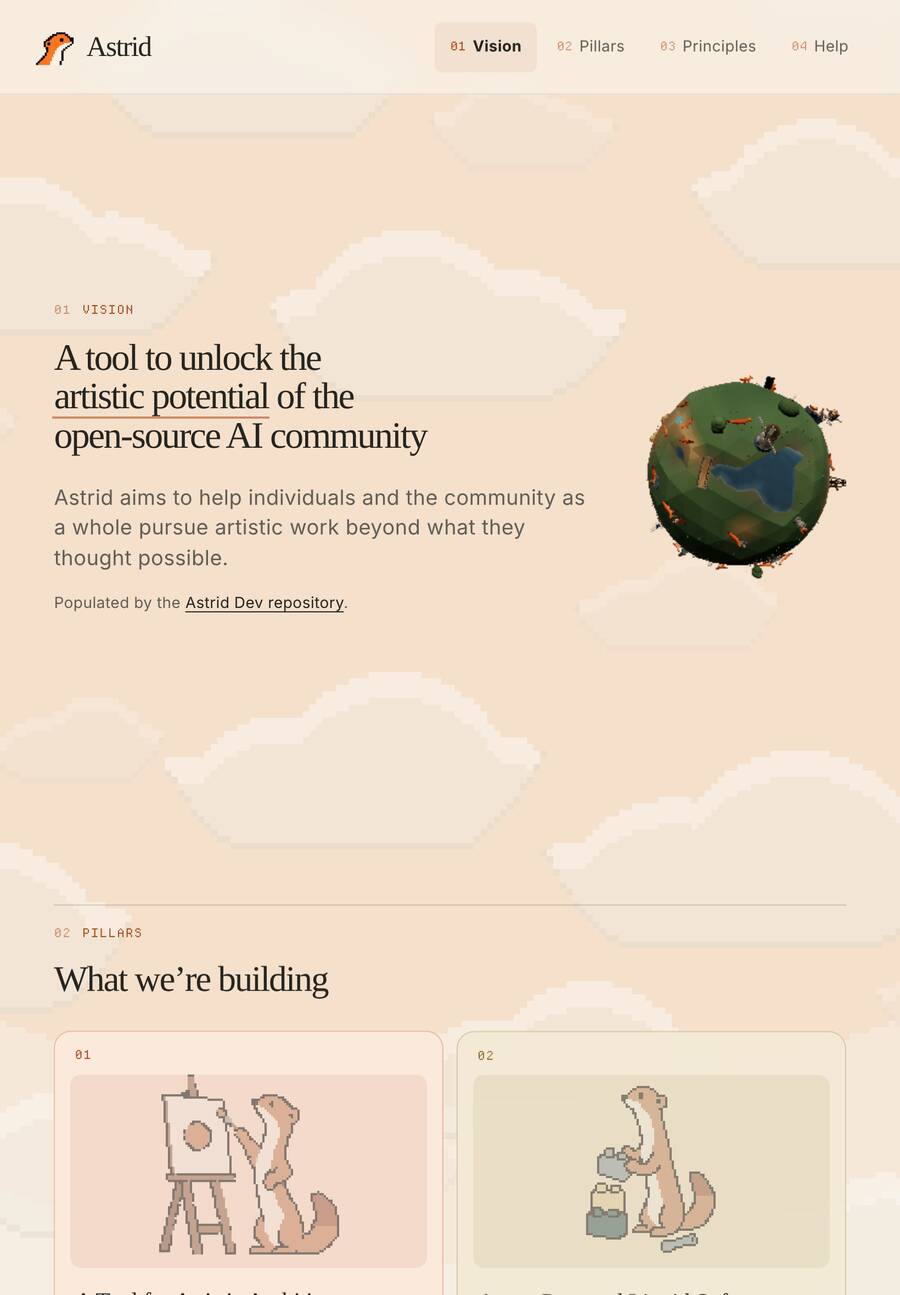 Astrid
01 Vision
02 Pillars
03 Principles
04 Help
01 VISION
A tool to unlock the
artistic potential of the
open-source AI community
Astrid aims to help individuals and the community as
a whole pursue artistic work beyond what they
thought possible.
Populated by the Astrid Dev repository.
02 PILLARS
What we’re building
01
02